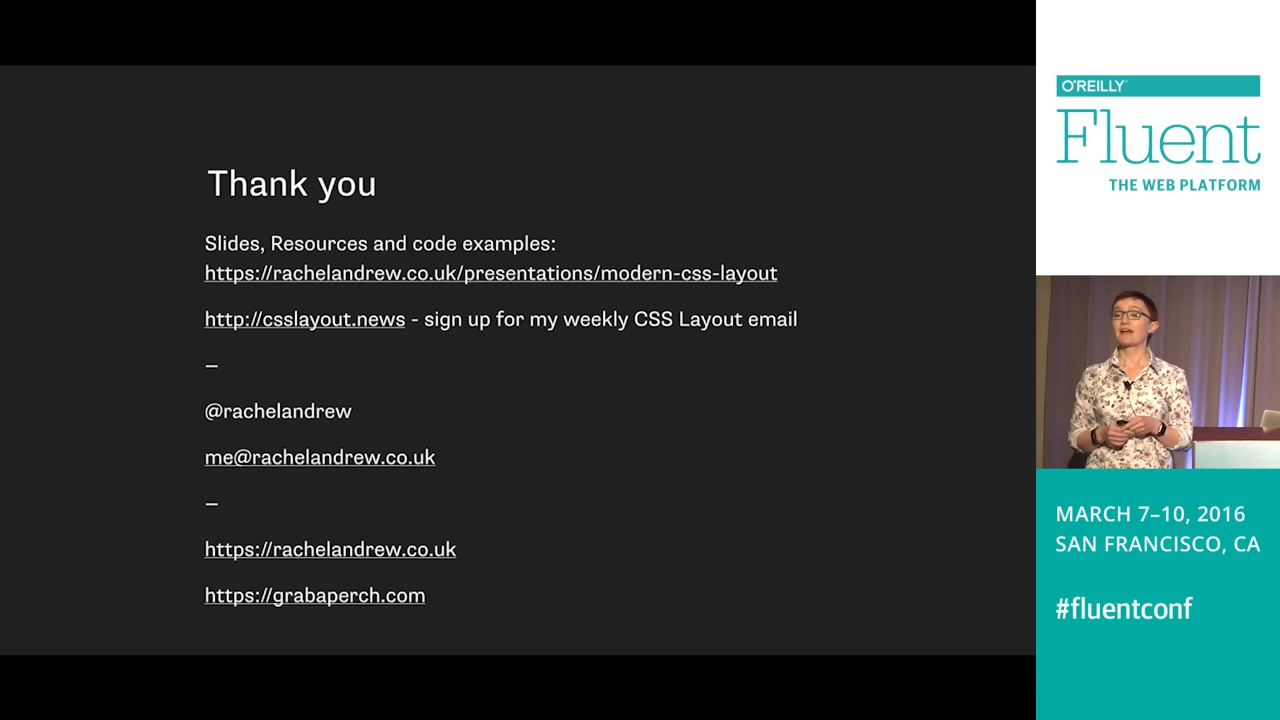 Thank you
Slides, Resources and code examples:
https://rachelandrew.co.uk/presentations/modern-css-layout
http://csslayout.news - sign up for my weekly CSS Layout email
–
@rachelandrew
me@rachelandrew.co.uk
–
https://rachelandrew.co.uk
https://grabaperch.com
O'REILLY™
Fluent
THE WEB PLATFORM
MARCH 7–10, 2016
SAN FRANCISCO, CA
#fluentconf